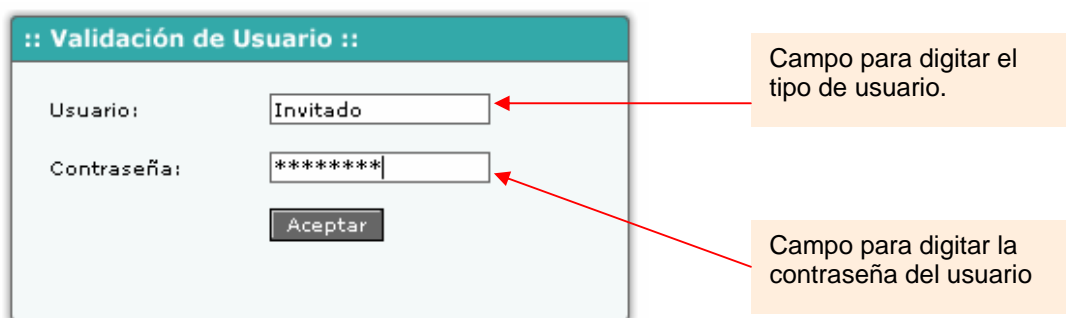 :: Validación de Usuario ::
Usuario: Invitado
Contraseña: ********
Aceptar
Campo para digitar el
tipo de usuario.
Campo para digitar la
contraseña del usuario